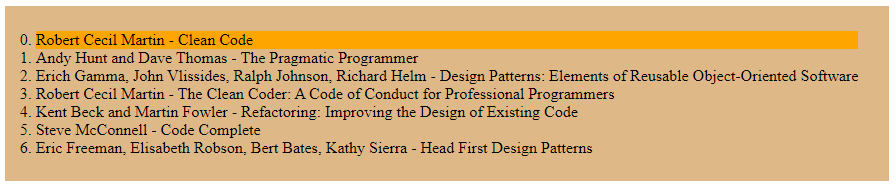 0. Robert Cecil Martin - Clean Code
1. Andy Hunt and Dave Thomas - The Pragmatic Programmer
2. Erich Gamma, John Vlissides, Ralph Johnson, Richard Helm - Design Patterns: Elements of Reusable Object-Oriented Software
3. Robert Cecil Martin - The Clean Coder: A Code of Conduct for Professional Programmers
4. Kent Beck and Martin Fowler - Refactoring: Improving the Design of Existing Code
5. Steve McConnell - Code Complete
6. Eric Freeman, Elisabeth Robson, Bert Bates, Kathy Sierra - Head First Design Patterns